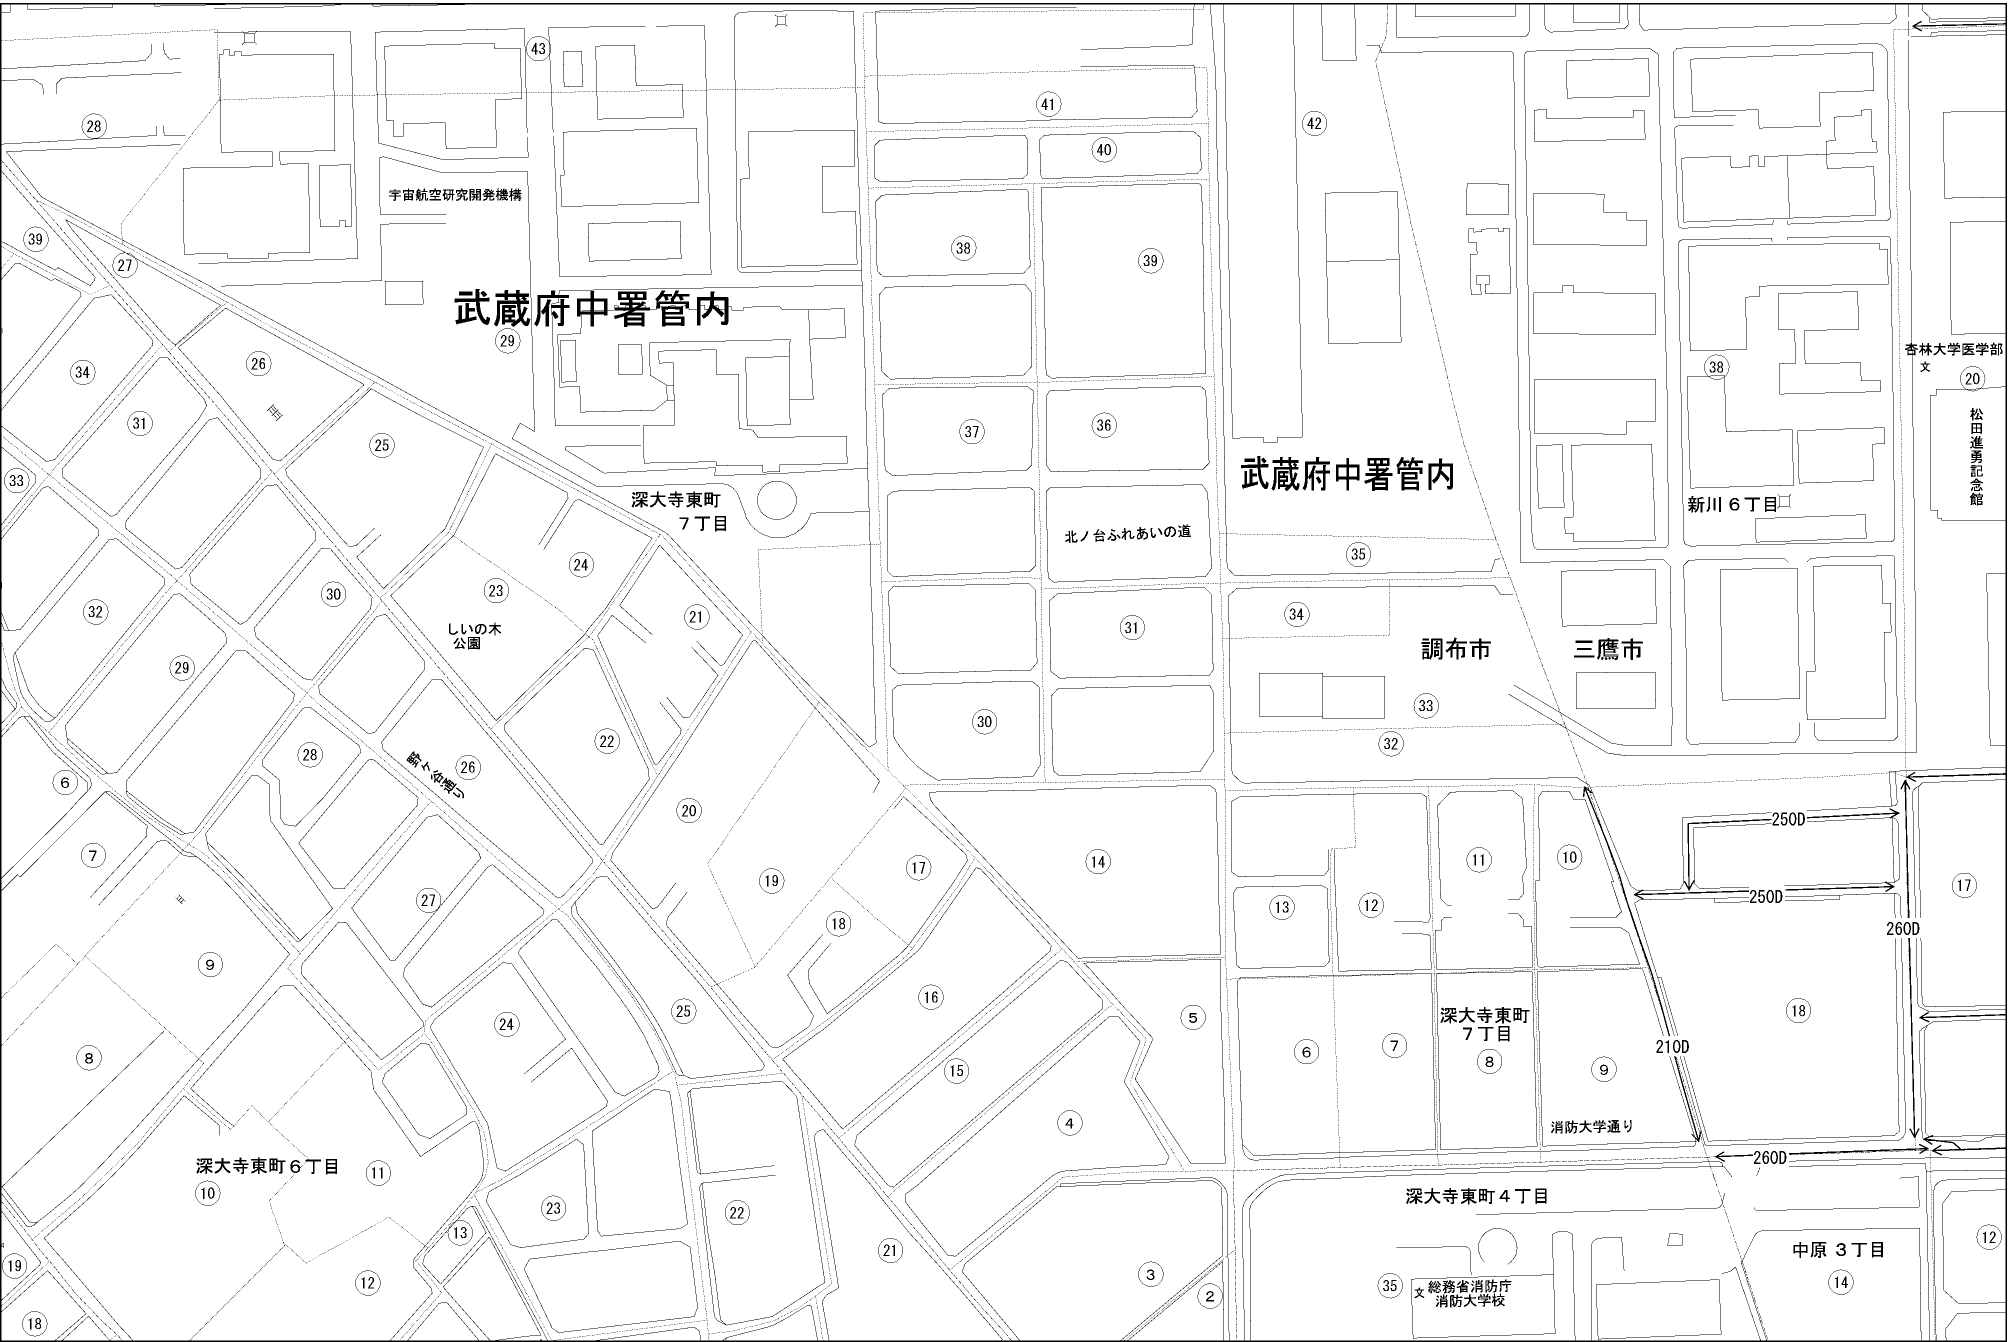 43
41
42
28
40
宇宙航空研究開発機構
39
38
39
27
武蔵府中署管内
29
杏林大学医学部
文
20
34
26
38
31
25
37
36
松田進勇記念館
33
武蔵府中署管内
深大寺東町
７丁目
新川６丁目
北ノ台ふれあいの道
35
24
23
30
32
21
34
31
しいの木
公園
調布市
三鷹市
29
33
30
22
32
28
野ヶ谷通り
26
6
20
250D
7
14
11
10
17
19
17
250D
27
13
12
18
260D
9
16
25
24
5
18
深大寺東町
７丁目
6
7
8
210D
8
15
9
4
消防大学通り
260D
深大寺東町６丁目
11
10
深大寺東町４丁目
23
22
13
21
中原３丁目
12
19
12
3
2
35
文
総務省消防庁
消防大学校
14
18